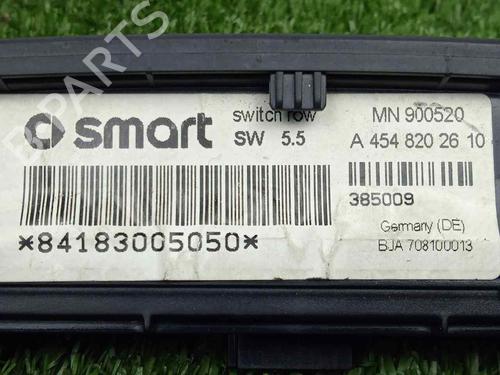 smart
switch row
SW 5.5
*84183005050*
MN 900520
A 454 820 26 10
385009
Germany (DE)
BJA 708100013